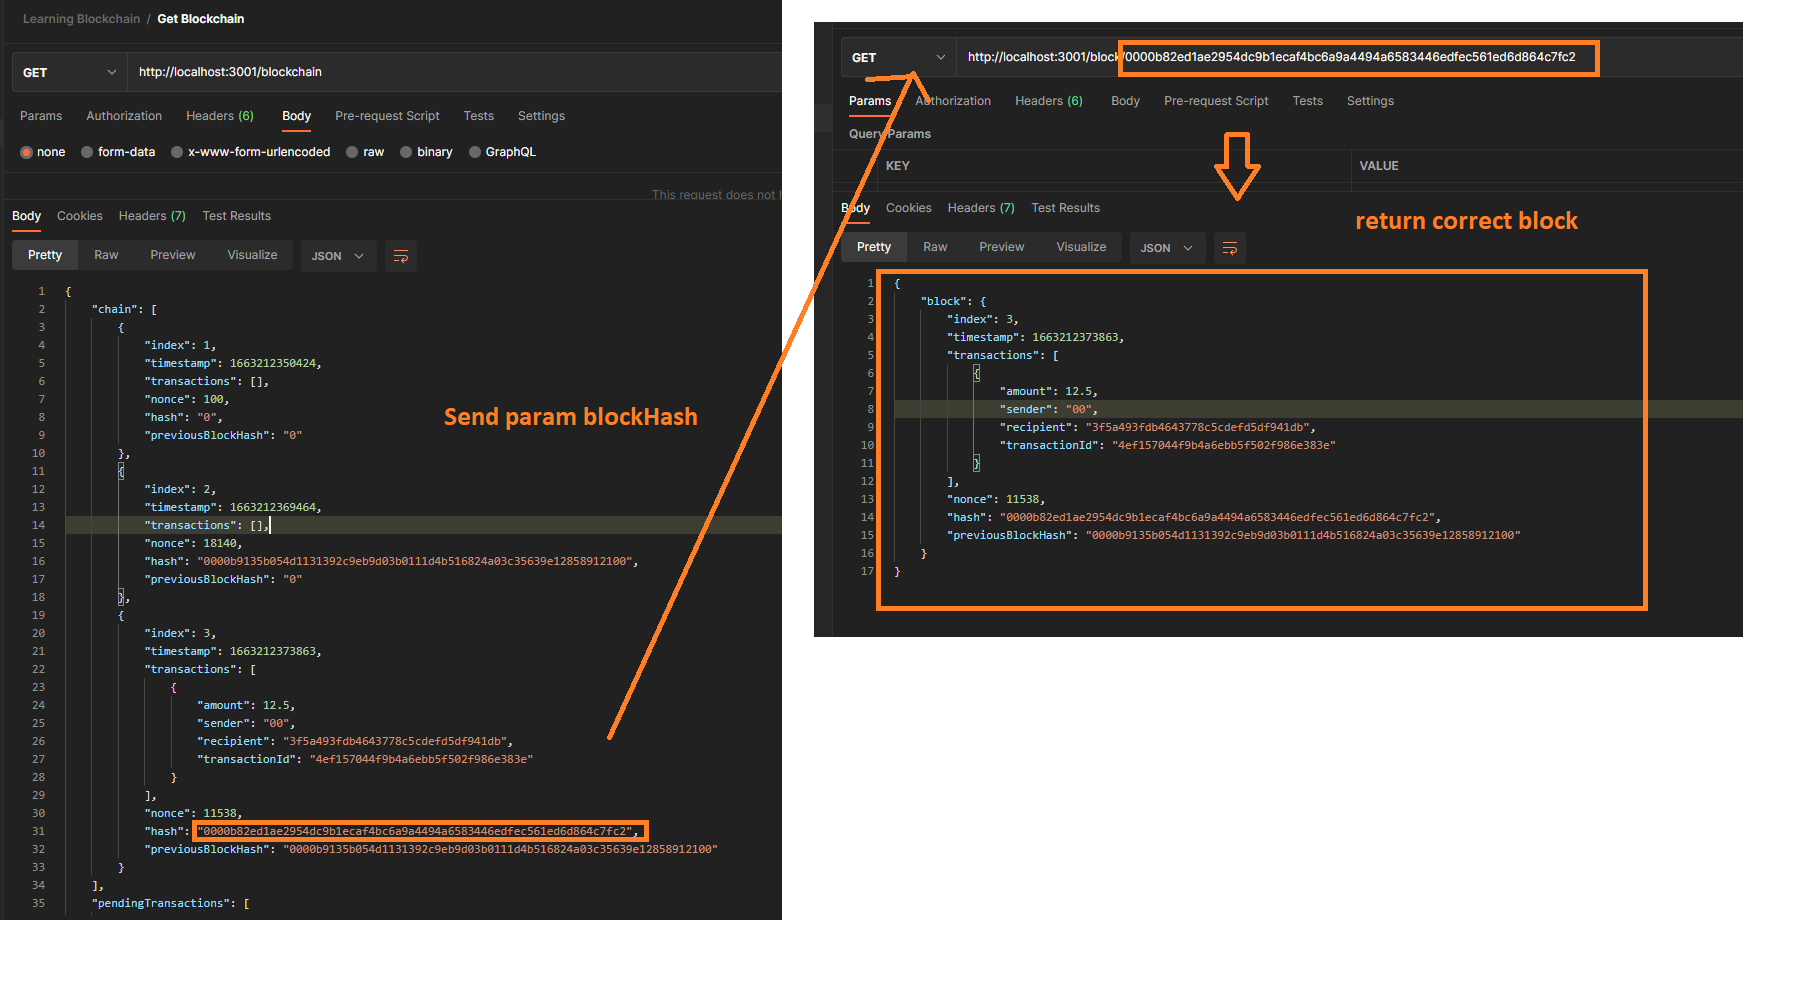 Learning Blockchain / Get Blockchain
GET
http://localhost:3001/blockchain
Params Authorization Headers (6) Body Pre-request Script Tests Settings
none form-data x-www-form-urlencoded raw binary GraphQL
This request does not h
Body Cookies Headers (7) Test Results
Pretty Raw Preview Visualize JSON
1 {
2 "chain": [
3 {
4 "index": 1,
5 "timestamp": 1663212350424,
6 "transactions": [],
7 "nonce": 100,
8 "hash": "0",
9 "previousBlockHash": "0"
10 },
11 {
12 "index": 2,
13 "timestamp": 1663212369464,
14 "transactions": [],
15 "nonce": 18140,
16 "hash": "0000b9135b054d1131392c9eb9d03b0111d4b516824a03c35639e12858912100",
17 "previousBlockHash": "0"
18 },
19 {
20 "index": 3,
21 "timestamp": 1663212373863,
22 "transactions": [
23 {
24 "amount": 12.5,
25 "sender": "00",
26 "recipient": "3f5a493fdb4643778c5cdefd5df941db",
27 "transactionId": "4ef157044f9b4a6ebb5f502f986e383e"
28 }
29 ],
30 "nonce": 11538,
31 "hash": "0000b82ed1ae2954dc9b1ecaf4bc6a9a4494a6583446edfec561ed6d864c7fc2",
32 "previousBlockHash": "0000b9135b054d1131392c9eb9d03b0111d4b516824a03c35639e12858912100"
33 }
34 ],
35 "pendingTransactions": [
Send param blockHash
GET
http://localhost:3001/block/0000b82ed1ae2954dc9b1ecaf4bc6a9a4494a6583446edfec561ed6d864c7fc2
Params Authorization Headers (6) Body Pre-request Script Tests Settings
Query Params
KEY VALUE
Body Cookies Headers (7) Test Results
return correct block
Pretty Raw Preview Visualize JSON
1 {
2 "block": {
3 "index": 3,
4 "timestamp": 1663212373863,
5 "transactions": [
6 {
7 "amount": 12.5,
8 "sender": "00",
9 "recipient": "3f5a493fdb4643778c5cdefd5df941db",
10 "transactionId": "4ef157044f9b4a6ebb5f502f986e383e"
11 }
12 ],
13 "nonce": 11538,
14 "hash": "0000b82ed1ae2954dc9b1ecaf4bc6a9a4494a6583446edfec561ed6d864c7fc2",
15 "previousBlockHash": "0000b9135b054d1131392c9eb9d03b0111d4b516824a03c35639e12858912100"
16 }
17 }